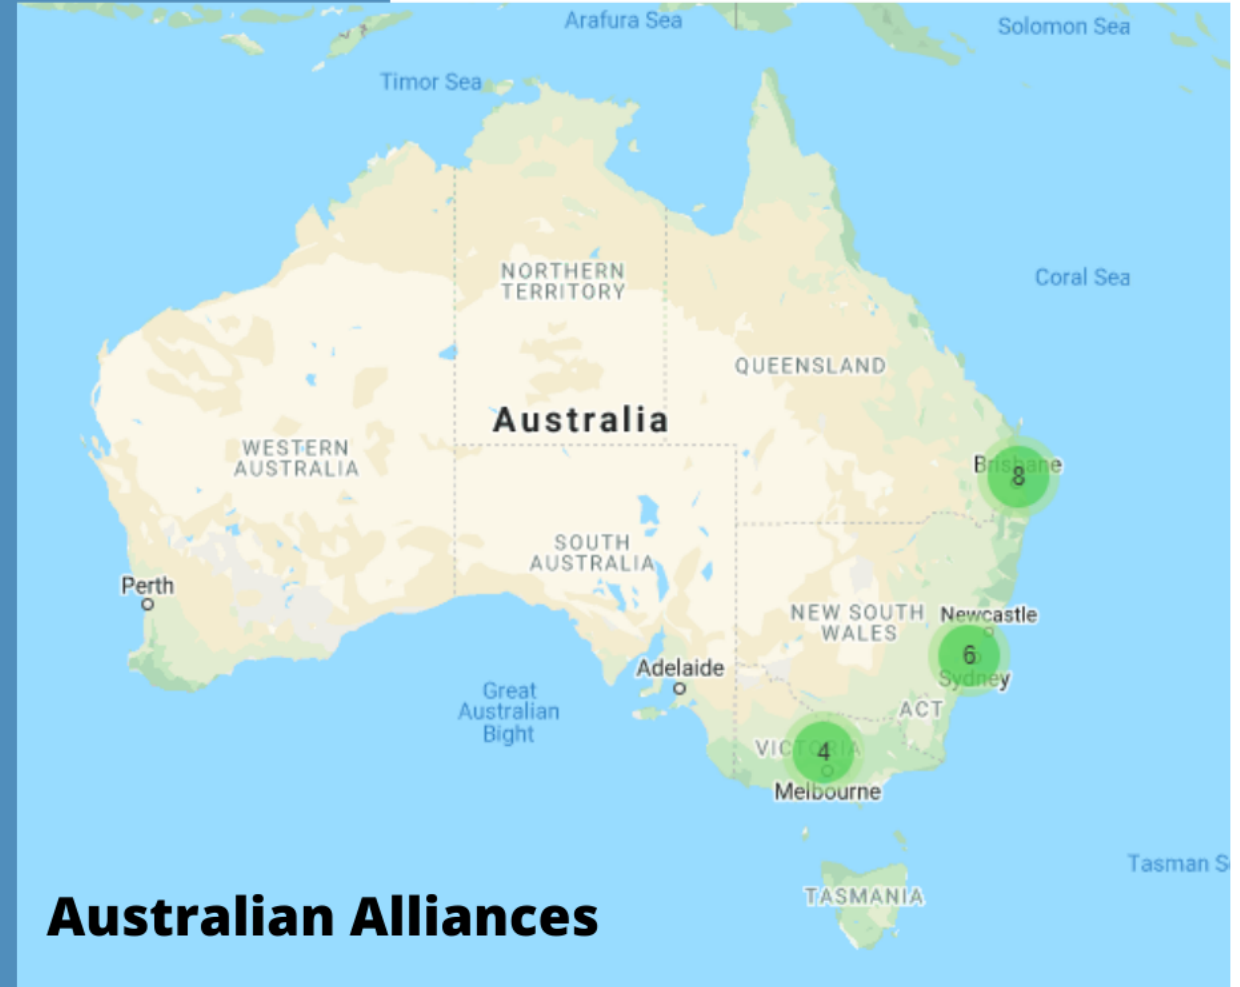 Arafura Sea
Solomon Sea
Timor Sea
NORTHERN
TERRITORY
Coral Sea
QUEENSLAND
Australia
WESTERN
AUSTRALIA
Brisbane
8
SOUTH
AUSTRALIA
Perth
NEW SOUTH
WALES
Newcastle
6
Sydney
Adelaide
Great
Australian
Bight
ACT
VICTORIA
4
Melbourne
Tasman S
TASMANIA
Australian Alliances